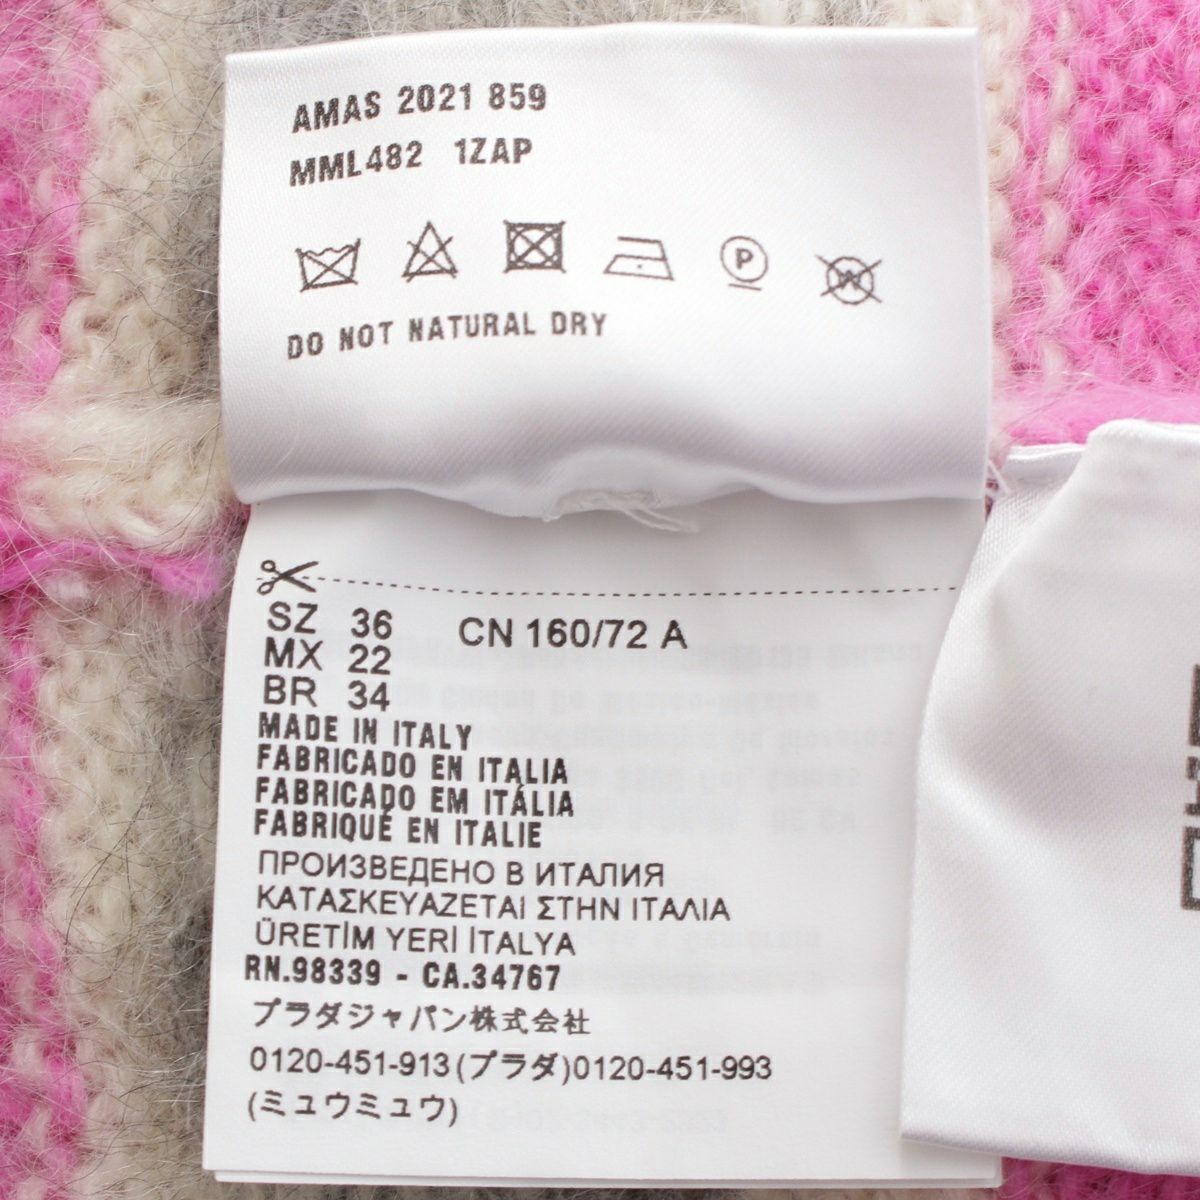 AMAS 2021 859
MML482 1ZAP
P W
DO NOT NATURAL DRY
SZ 36 CN 160/72 A
MX 22
BR 34
MADE IN ITALY
FABRICADO EN ITALIA
FABRICADO EM ITÁLIA
FABRIQUÉ EN ITALIE
ПРОИЗВЕДЕНО В ИТАЛИЯ
ΚΑΤΑΣΚΕΥΑΖΕΤΑΙ ΣΤΗΝ ΙΤΑΛΙΑ
ÜRETİM YERİ İTALYA
RN.98339 - CA.34767
プラダジャパン株式会社
0120-451-913(プラダ)0120-451-993
(ミュウミュウ)